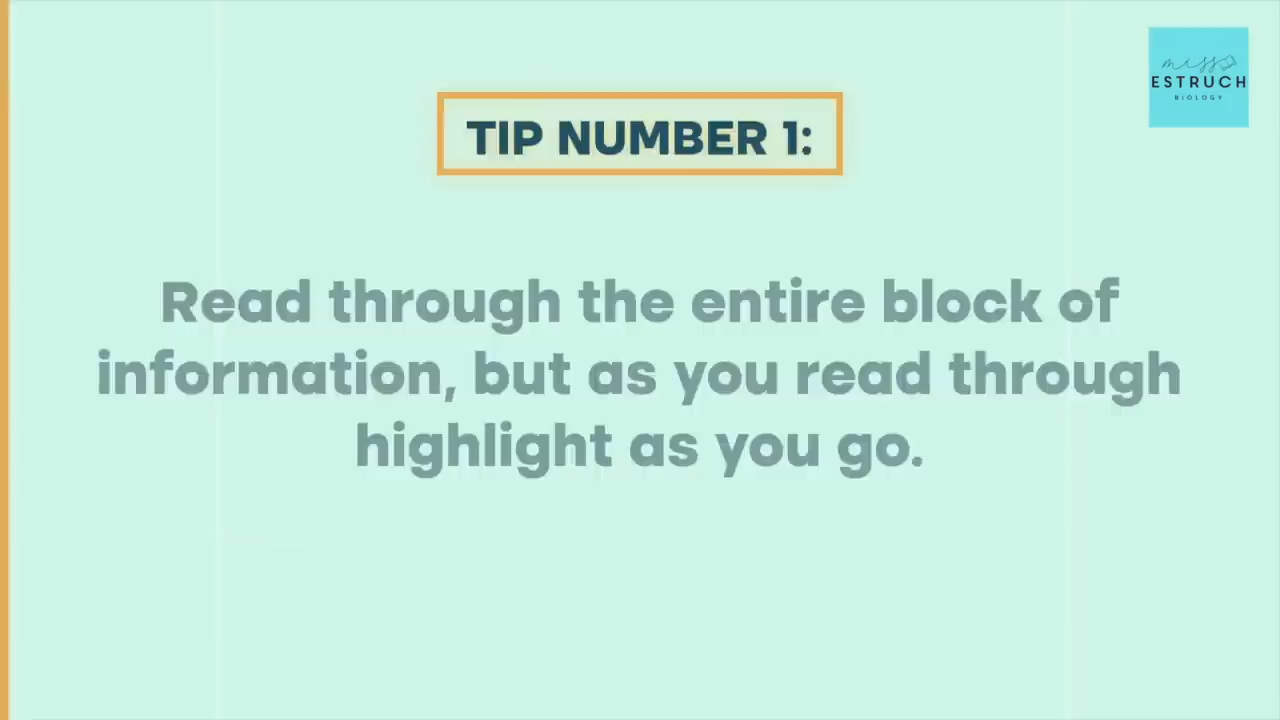 miss
ESTRUCH
BIOLOGY
TIP NUMBER 1:
Read through the entire block of
information, but as you read through
highlight as you go.